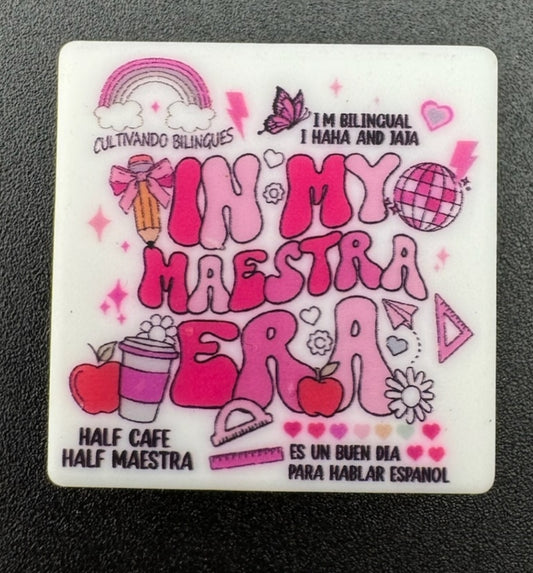 CULTIVANDO BILINGUES
I M BILINGUAL
I HAHA AND JAJA
IN MY
MAESTRA
ERA
HALF CAFE
HALF MAESTRA
ES UN BUEN DIA
PARA HABLAR ESPANOL